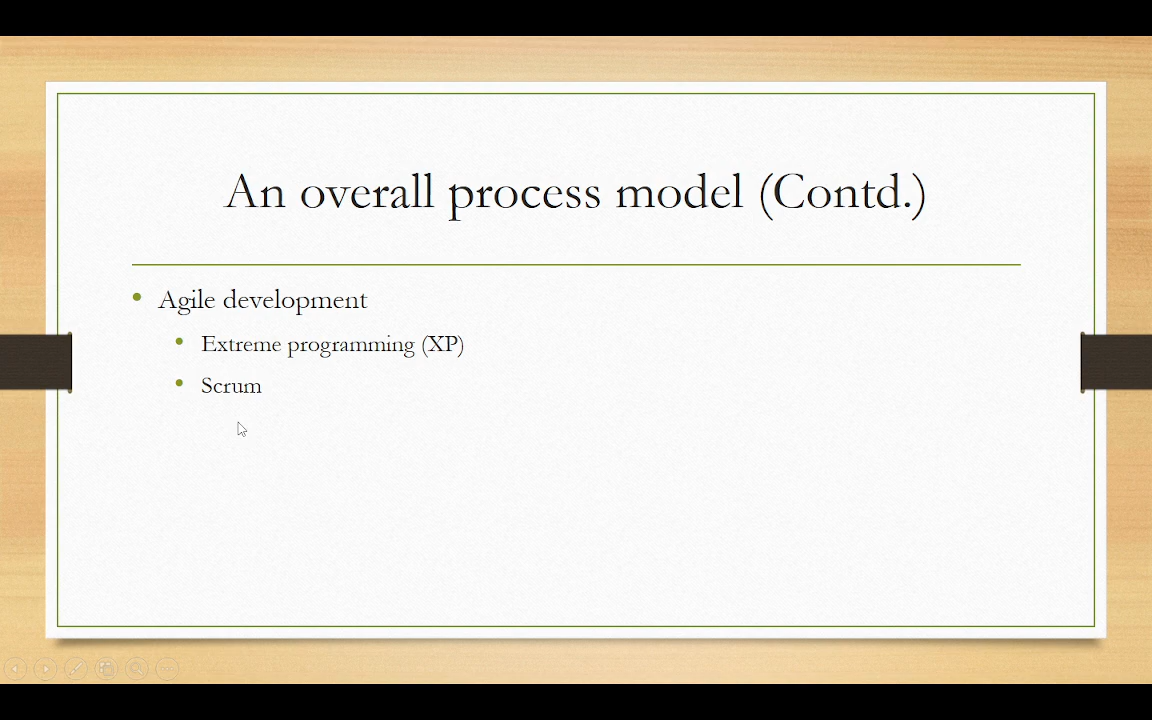 An overall process model (Contd.)
Agile development
Extreme programming (XP)
Scrum